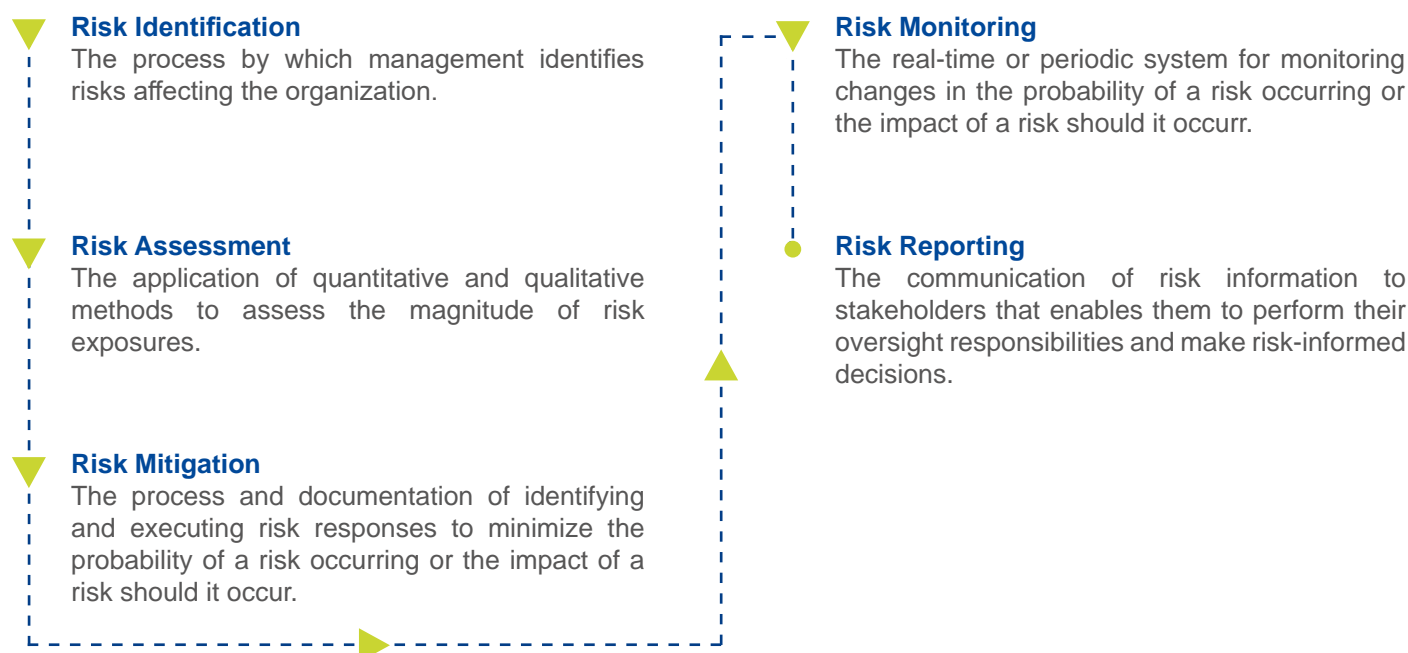 Risk Identification
The process by which management identifies
risks affecting the organization.
Risk Assessment
The application of quantitative and qualitative
methods to assess the magnitude of risk
exposures.
Risk Mitigation
The process and documentation of identifying
and executing risk responses to minimize the
probability of a risk occurring or the impact of a
risk should it occur.
Risk Monitoring
The real-time or periodic system for monitoring
changes in the probability of a risk occurring or
the impact of a risk should it occurr.
Risk Reporting
The communication of risk information to
stakeholders that enables them to perform their
oversight responsibilities and make risk-informed
decisions.